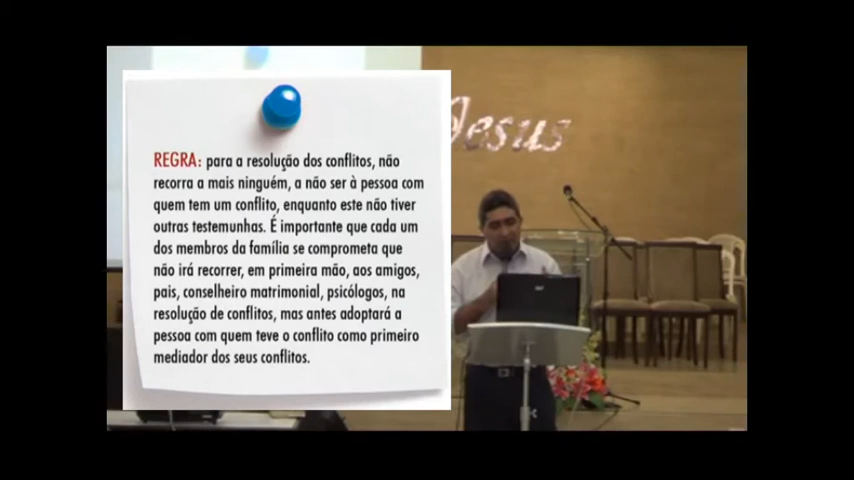 Jesus
REGRA: para a resolução dos conflitos, não
recorra a mais ninguém, a não ser à pessoa com
quem tem um conflito, enquanto este não tiver
outras testemunhas. É importante que cada um
dos membros da família se comprometa que
não irá recorrer, em primeira mão, aos amigos,
pais, conselheiro matrimonial, psicólogos, na
resolução de conflitos, mas antes adoptará a
pessoa com quem teve o conflito como primeiro
mediador dos seus conflitos.